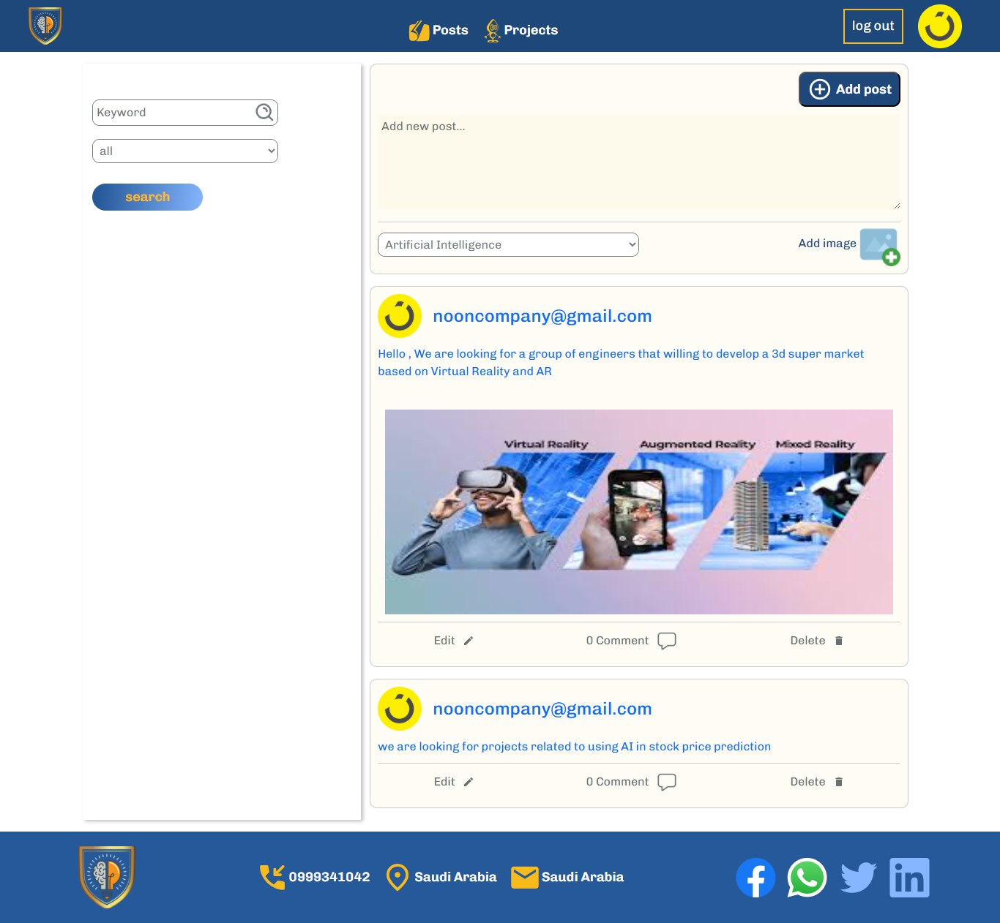 Posts
Projects
log out
Keyword
all
search
Add post
Add new post...
Artificial Intelligence
Add image
nooncompany@gmail.com
Hello , We are looking for a group of engineers that willing to develop a 3d super market
based on Virtual Reality and AR
Virtual Reality
Augmented Reality
Mixed Reality
Edit
0 Comment
Delete
nooncompany@gmail.com
we are looking for projects related to using AI in stock price prediction
Edit
0 Comment
Delete
0999341042
Saudi Arabia
Saudi Arabia
in